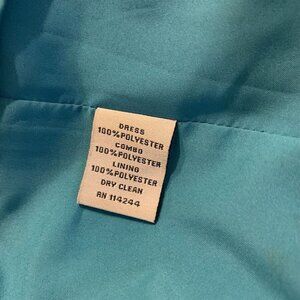 DRESS
100%POLYESTER
COMBO
100%POLYESTER
LINING
100%POLYESTER
DRY CLEAN
RN 114244